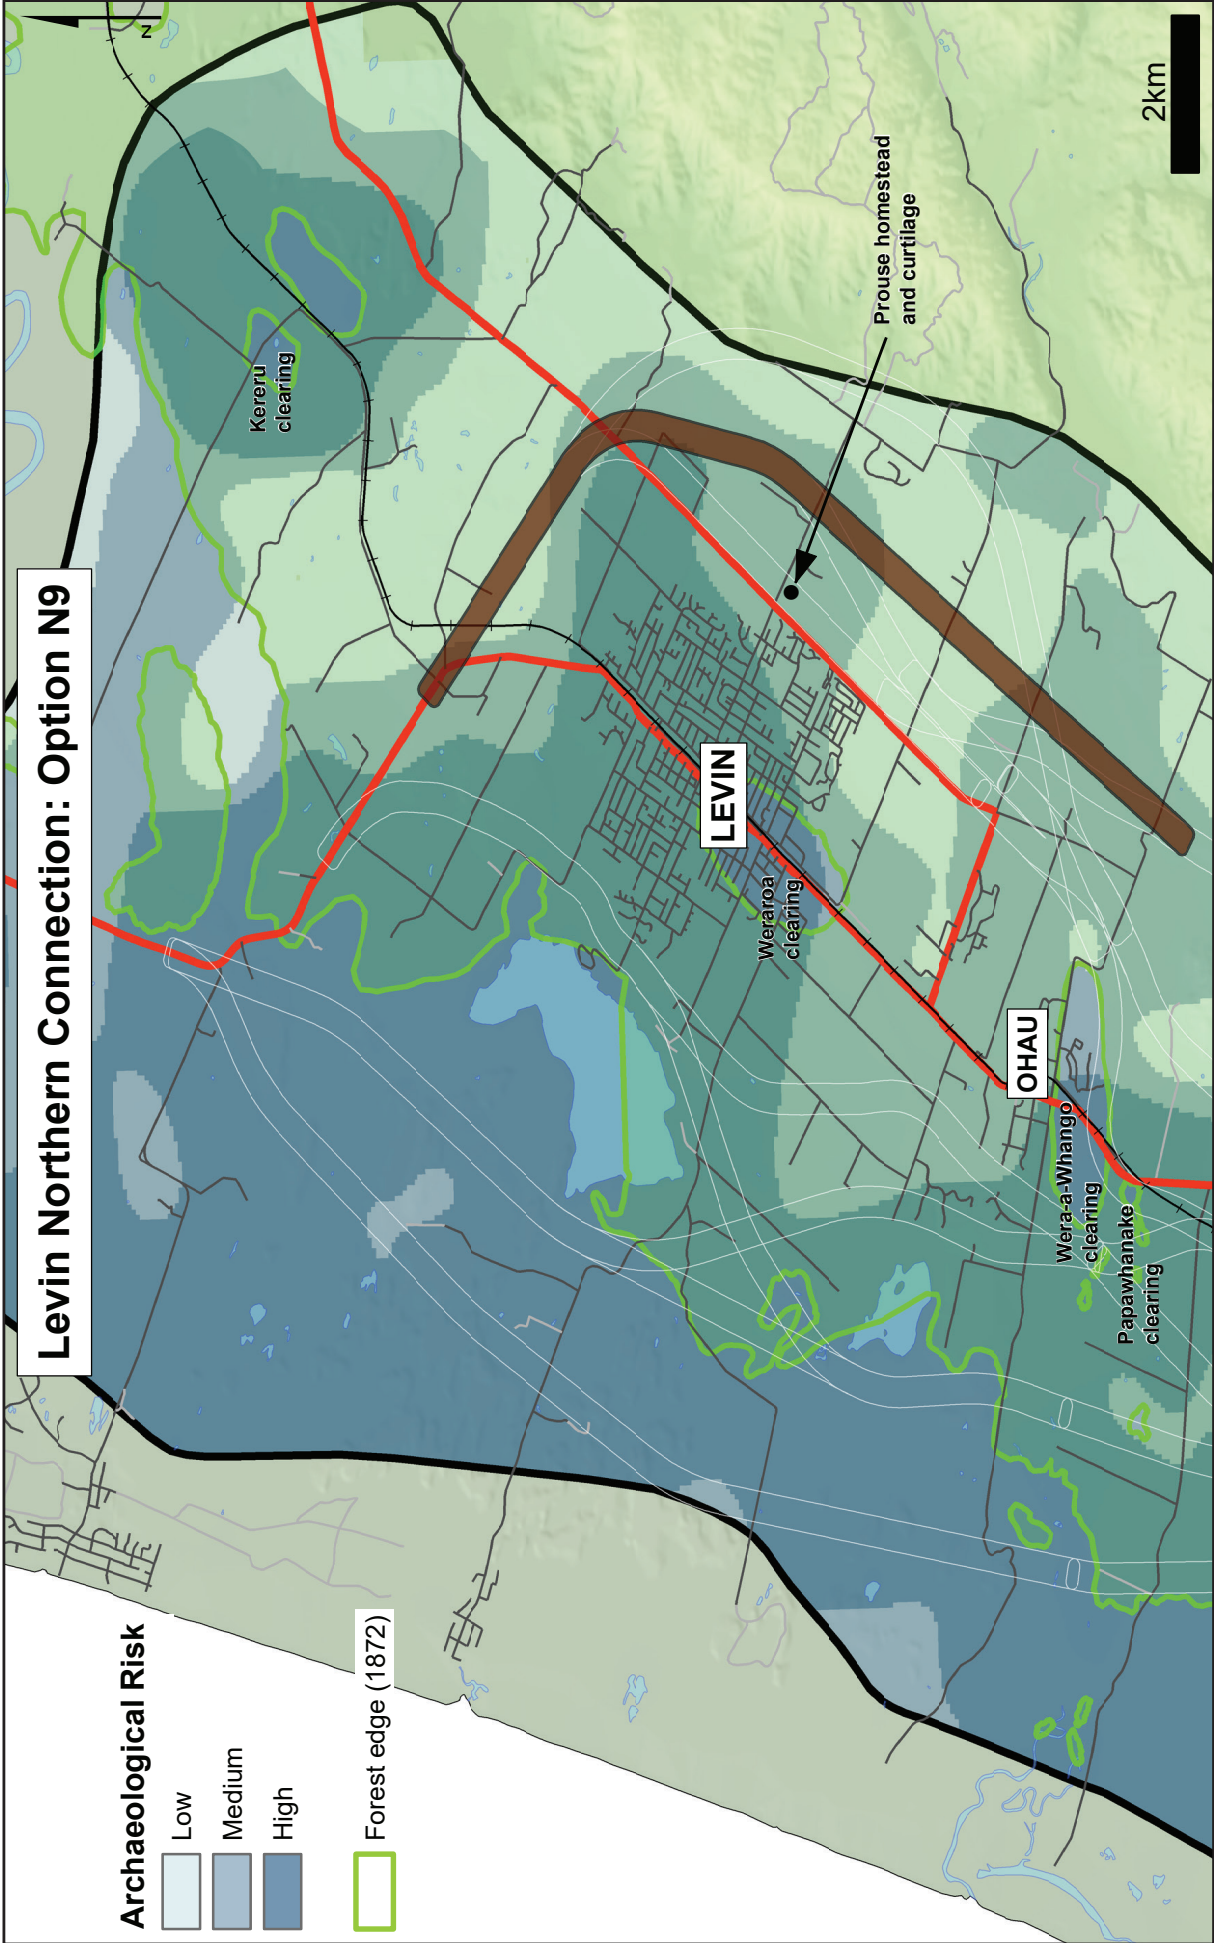 Levin Northern Connection: Option N9
Archaeological Risk
Low
Medium
High
Forest edge (1872)
Kereru
clearing
LEVIN
Weraroa
clearing
Prouse homestead
and curtilage
OHAU
Wera-a-Whango
clearing
Papawhanake
clearing
N
2km